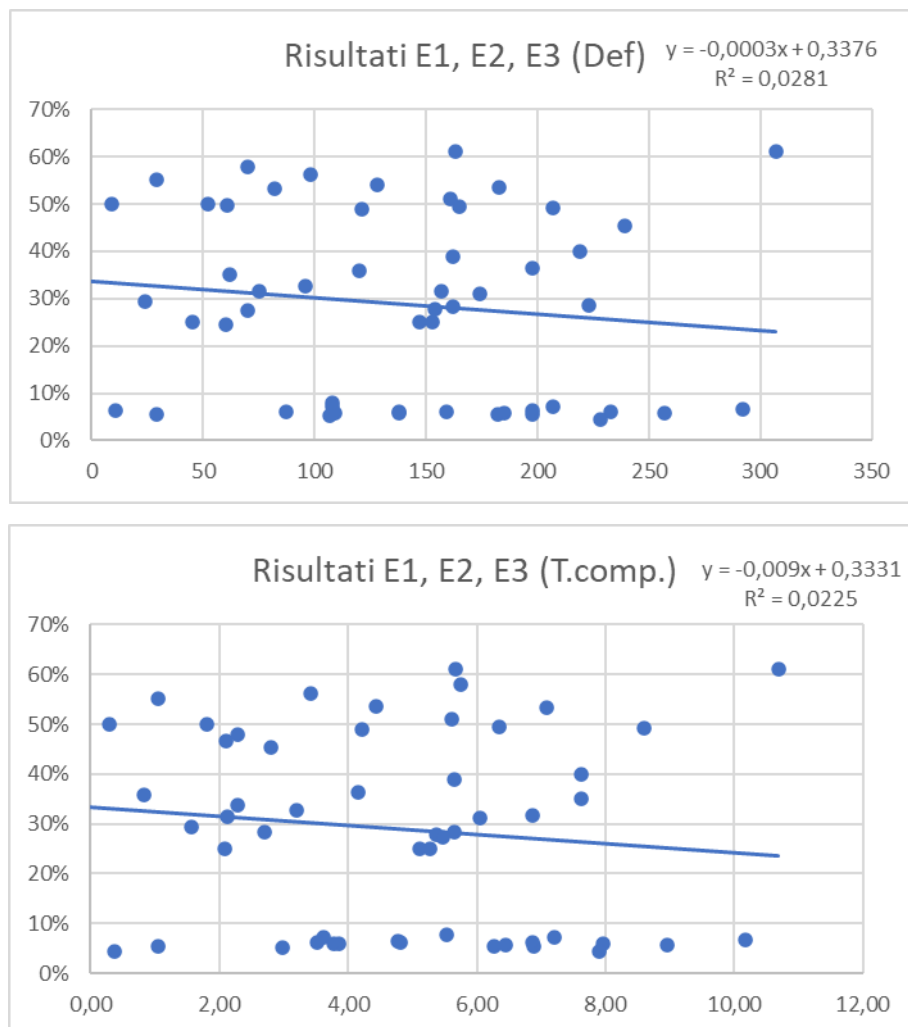 Risultati E1, E2, E3 (Def)
y = -0,0003x + 0,3376
R² = 0,0281
70%
60%
50%
40%
30%
20%
10%
0%
0 50 100 150 200 250 300 350
Risultati E1, E2, E3 (T.comp.)
y = -0,009x + 0,3331
R² = 0,0225
70%
60%
50%
40%
30%
20%
10%
0%
0,00 2,00 4,00 6,00 8,00 10,00 12,00